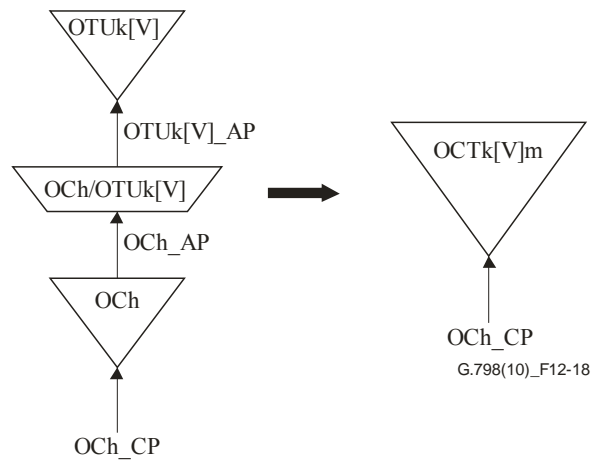 OTUk[V]
OTUk[V]_AP
OCh/OTUk[V]
OCh_AP
OCh
OCh_CP
OCTk[V]m
OCh_CP
G.798(10)_F12-18